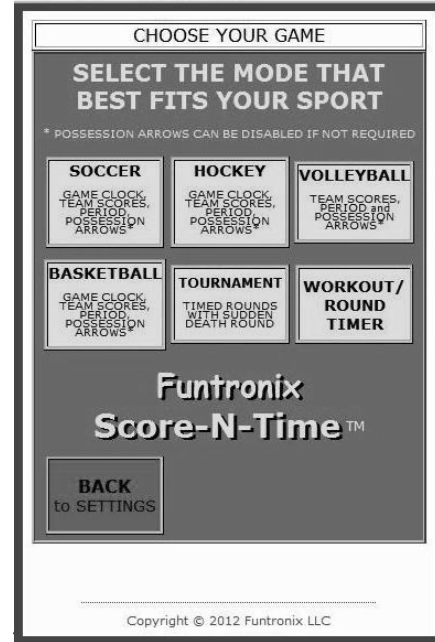 CHOOSE YOUR GAME
SELECT THE MODE THAT
BEST FITS YOUR SPORT
* POSSESSION ARROWS CAN BE DISABLED IF NOT REQUIRED
SOCCER
GAME CLOCK,
TEAM SCORES,
PERIOD,
POSSESSION
ARROWS*
HOCKEY
GAME CLOCK,
TEAM SCORES,
PERIOD,
POSSESSION
ARROWS*
VOLLEYBALL
TEAM SCORES,
PERIOD and
POSSESSION
ARROWS*
BASKETBALL
GAME CLOCK,
TEAM SCORES,
PERIOD,
POSSESSION
ARROWS*
TOURNAMENT
TIMED ROUNDS
WITH SUDDEN
DEATH ROUND
WORKOUT/
ROUND
TIMER
Funtronix
Score-N-Time™
BACK
to SETTINGS
Copyright © 2012 Funtronix LLC